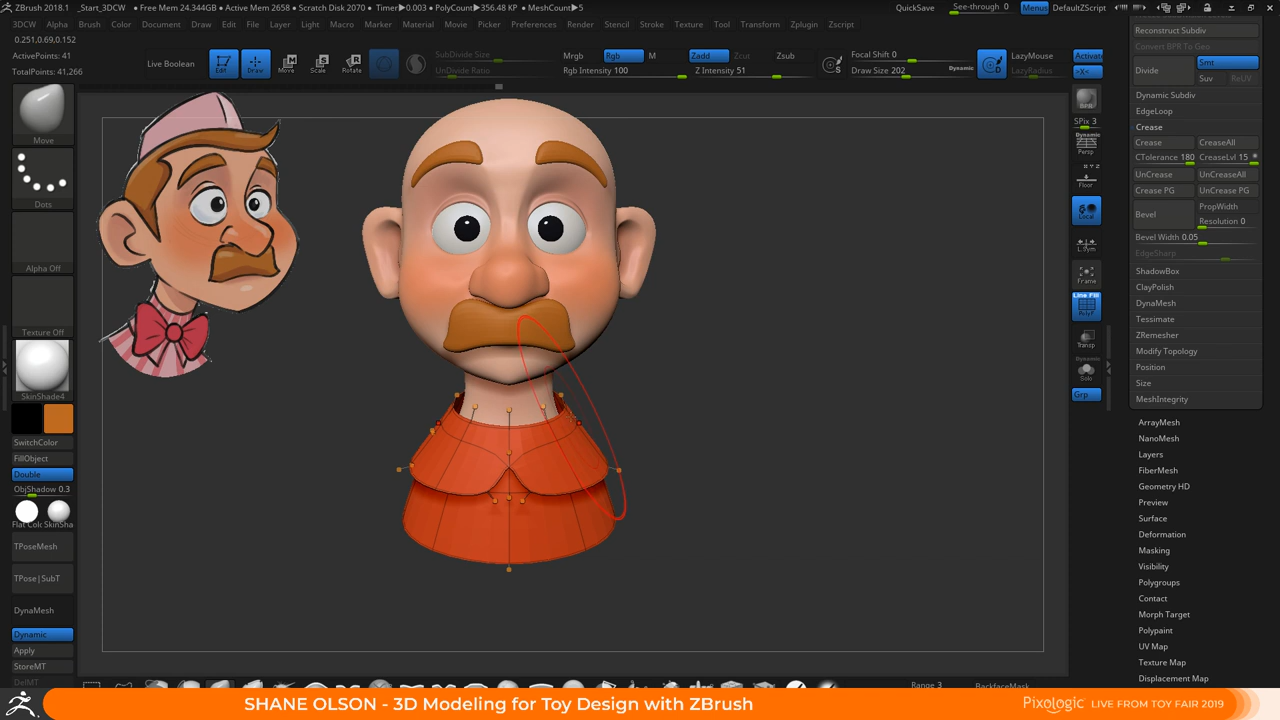 ZBrush 2018.1 _Start_3DCW ● Free Mem 24.344GB ● Active Mem 2658 ● Scratch Disk 2070 ● Timer▶0.003 ● PolyCount▶356.48 KP ● MeshCount▶5 QuickSave See-through 0 Menus DefaultZScript
3DCW Alpha Brush Color Document Draw Edit File Layer Macro Marker Material Movie Picker Preferences Render Stencil Stroke Texture Tool Transform Zplugin Zscript
0.251,0.69,0.152
ActivePoints: 41
TotalPoints: 41,266
Live Boolean
Edit
Draw
Move
Scale
Rotate
SubDivide Size
UnDivide Ratio
Mrgb Rgb M Zadd Zcut Zsub
Rgb Intensity 100 Z Intensity 51
S
Focal Shift 0
Draw Size 202 Dynamic
D
LazyMouse
LazyRadius
Activate
>X<
Move
Dots
Alpha Off
Texture Off
SkinShade4
SwitchColor
FillObject
Double
ObjShadow 0.3
Flat Colo SkinSha
TPoseMesh
TPose|SubT
DynaMesh
Dynamic
Apply
StoreMT
DelMT
BPR
SPix 3
Dynamic
Persp
Floor
Local
L.Sym
Frame
Line Fill
PolyF
Transp
Dynamic
Solo
Grp
Reconstruct Subdiv
Convert BPR To Geo
Divide
Smt
Suv ReUV
Dynamic Subdiv
EdgeLoop
Crease
Crease CreaseAll
CTolerance 180 CreaseLvl 15
UnCrease UnCreaseAll
Crease PG UnCrease PG
Bevel
PropWidth
Resolution 0
Bevel Width 0.05
EdgeSharp
ShadowBox
ClayPolish
DynaMesh
Tessimate
ZRemesher
Modify Topology
Position
Size
MeshIntegrity
ArrayMesh
NanoMesh
Layers
FiberMesh
Geometry HD
Preview
Surface
Deformation
Masking
Visibility
Polygroups
Contact
Morph Target
Polypaint
UV Map
Texture Map
Displacement Map
Range 3 BackfaceMask
SHANE OLSON - 3D Modeling for Toy Design with ZBrush
Pixologic LIVE FROM TOY FAIR 2019